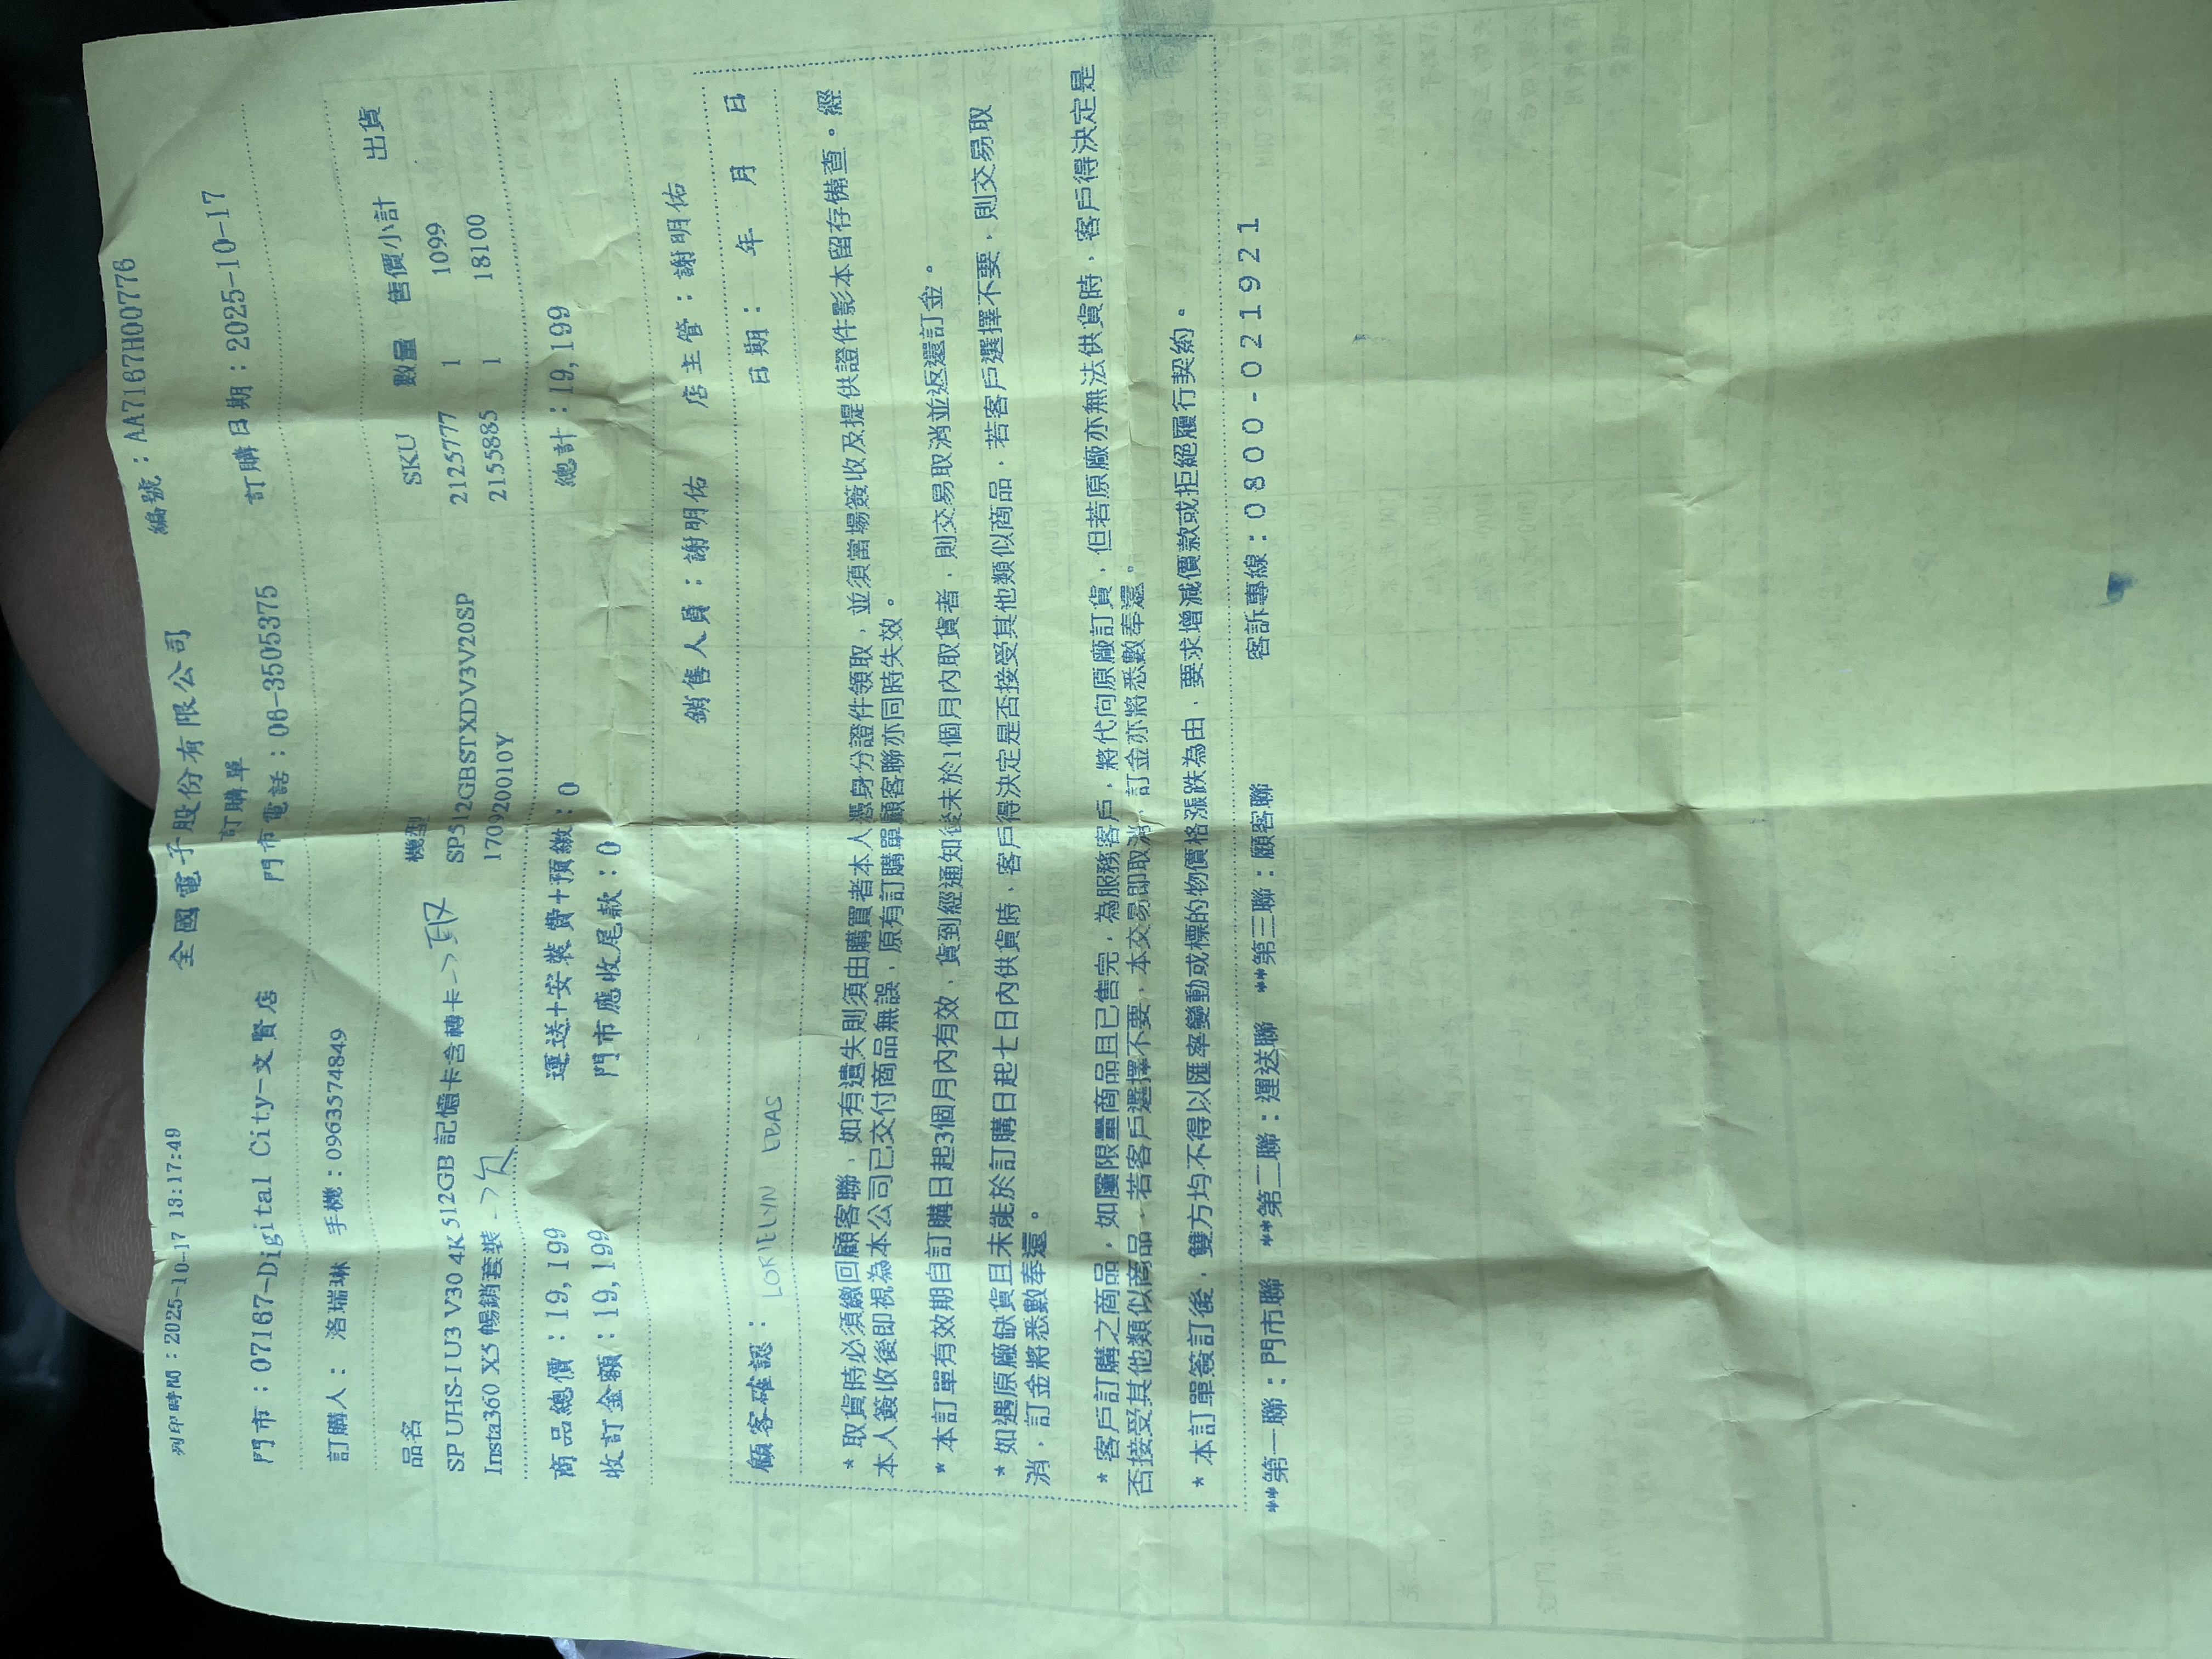 列印時間：2025-10-17 18:17:49
全國電子股份有限公司 編號：AA7167H00776
訂購單
門市：07167-Digital City-文賢店 門市電話：06-3505375 訂購日期：2025-10-17
訂購人： 洛瑞琳 手機：0963574849
品名 機型 SKU 數量 售價小計 出貨
SP UHS-I U3 V30 4K 512GB 記憶卡含轉卡->取 SP512GBSTXDV3V20SP 2125777 1 1099
Insta360 X5 暢銷套裝->欠 170920010Y 2155885 1 18100
商品總價：19,199 運送+安裝費+預繳：0 總計：19,199
收訂金額：19,199 門市應收尾款：0
銷售人員：謝明佑 店主管：謝明佑
顧客確認： 日期： 年 月 日
* 取貨時必須繳回顧客聯，如有遺失則須由購買者本人憑身分證件領取，並須當場簽收及提供證件影本留存備查。經
本人簽收後即視為本公司已交付商品無誤，原有訂購單顧客聯亦同時失效。
* 本訂單有效期自訂購日起3個月內有效，貨到經通知後未於1個月內取貨者，則交易取消並返還訂金。
* 如遇原廠缺貨且未能於訂購日起七日內供貨時，客戶得決定是否接受其他類似商品，若客戶選擇不要，則交易取
消，訂金將悉數奉還。
* 客戶訂購之商品，如屬限量商品且已售完，為服務客戶，將代向原廠訂貨，但若原廠亦無法供貨時，客戶得決定是
否接受其他類似商品，若客戶選擇不要，本交易即取消，訂金亦將悉數奉還。
* 本訂單簽訂後，雙方均不得以匯率變動或標的物價格漲跌為由，要求增減價款或拒絕履行契約。
**第一聯：門市聯 **第二聯：運送聯 **第三聯：顧客聯 客訴專線：0800-021921